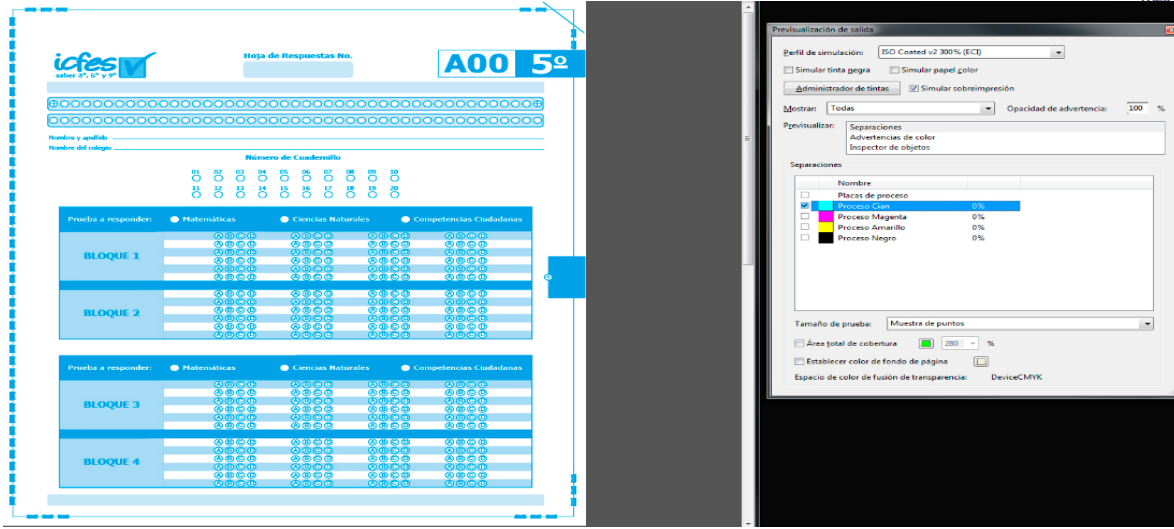 icfes
saber 3º, 5º y 9º
Hoja de Respuestas No.
A00 5º
Nombre y apellido
Nombre del colegio
Número de Cuadernillo
01 02 03 04 05 06 07 08 09 10
11 12 13 14 15 16 17 18 19 20
Prueba a responder: Matemáticas Ciencias Naturales Competencias Ciudadanas
BLOQUE 1
A B C D A B C D A B C D A B C D
A B C D A B C D A B C D A B C D
A B C D A B C D A B C D A B C D
A B C D A B C D A B C D A B C D
A B C D A B C D A B C D A B C D
A B C D A B C D A B C D A B C D
BLOQUE 2
A B C D A B C D A B C D A B C D
A B C D A B C D A B C D A B C D
A B C D A B C D A B C D A B C D
A B C D A B C D A B C D A B C D
A B C D A B C D A B C D A B C D
A B C D A B C D A B C D A B C D
Prueba a responder: Matemáticas Ciencias Naturales Competencias Ciudadanas
BLOQUE 3
A B C D A B C D A B C D A B C D
A B C D A B C D A B C D A B C D
A B C D A B C D A B C D A B C D
A B C D A B C D A B C D A B C D
A B C D A B C D A B C D A B C D
A B C D A B C D A B C D A B C D
BLOQUE 4
A B C D A B C D A B C D A B C D
A B C D A B C D A B C D A B C D
A B C D A B C D A B C D A B C D
A B C D A B C D A B C D A B C D
A B C D A B C D A B C D A B C D
A B C D A B C D A B C D A B C D
Previsualización de salida
Perfil de simulación: ISO Coated v2 300% (ECI)
Simular tinta negra Simular papel color
Administrador de tintas Simular sobreimpresión
Mostrar: Todas Opacidad de advertencia: 100 %
Previsualizar: Separaciones
Advertencias de color
Inspector de objetos
Separaciones
Nombre
Placas de proceso
Proceso Cian 0%
Proceso Magenta 0%
Proceso Amarillo 0%
Proceso Negro 0%
Tamaño de prueba: Muestra de puntos
Área total de cobertura 280 %
Establecer color de fondo de página
Espacio de color de fusión de transparencia: DeviceCMYK